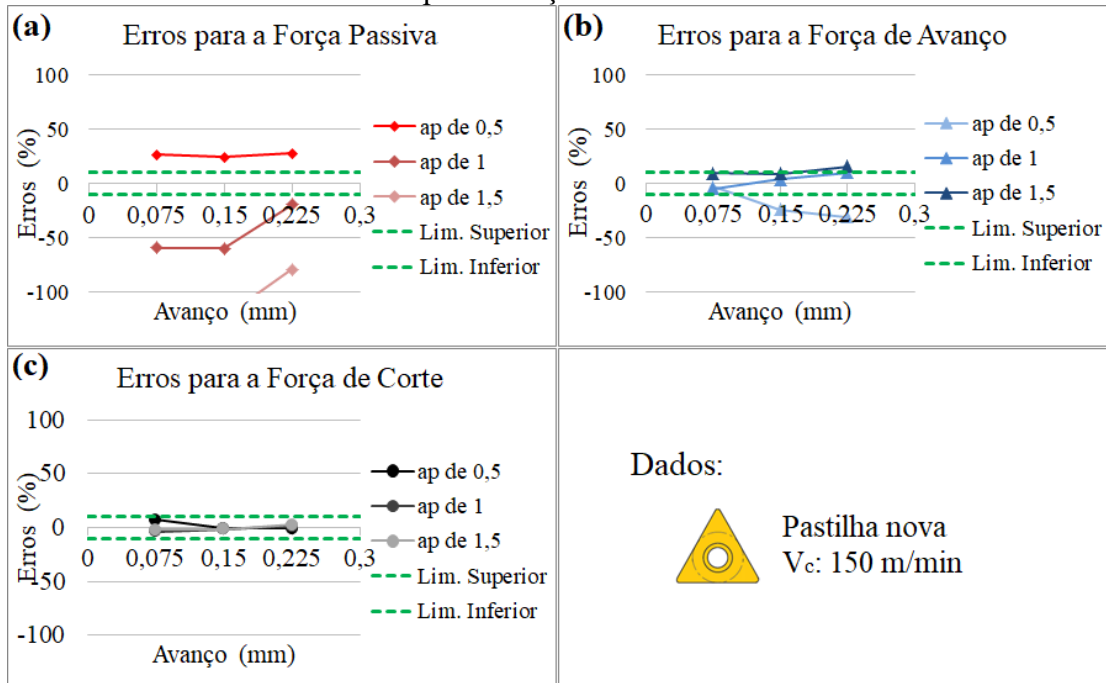 (a)
Erros para a Força Passiva
Erros (%)
100
50
0
-50
-100
0 0,075 0,15 0,225 0,3
Avanço (mm)
ap de 0,5
ap de 1
ap de 1,5
Lim. Superior
Lim. Inferior
(b)
Erros para a Força de Avanço
Erros (%)
100
50
0
-50
-100
0 0,075 0,15 0,225 0,3
Avanço (mm)
ap de 0,5
ap de 1
ap de 1,5
Lim. Superior
Lim. Inferior
(c)
Erros para a Força de Corte
Erros (%)
100
50
0
-50
-100
0 0,075 0,15 0,225 0,3
Avanço (mm)
ap de 0,5
ap de 1
ap de 1,5
Lim. Superior
Lim. Inferior
Dados:
Pastilha nova
Vc: 150 m/min